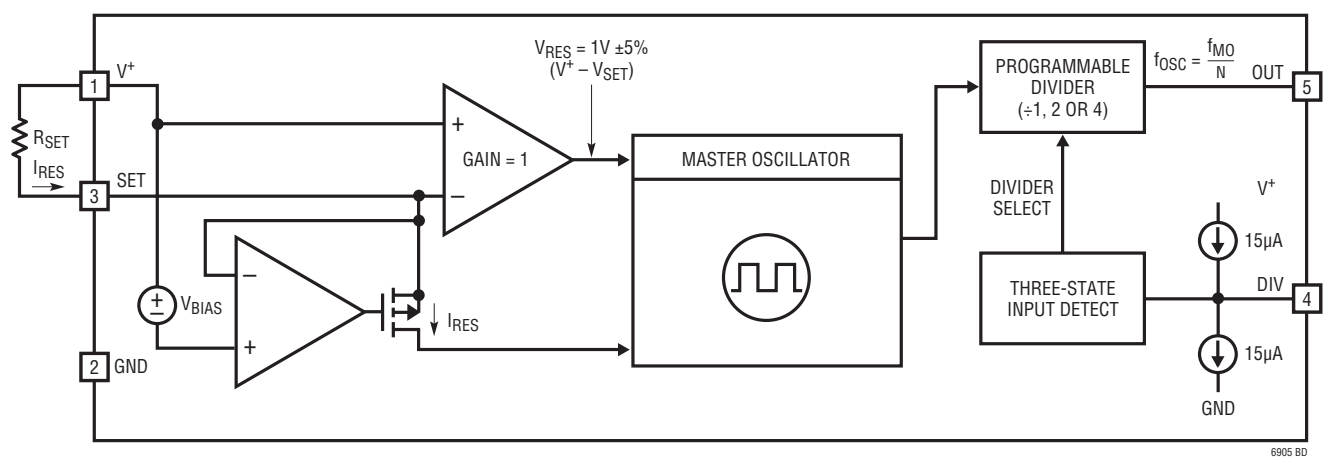 V_RES = 1V ±5%
(V⁺ – V_SET)
PROGRAMMABLE
DIVIDER
(÷1, 2 OR 4)
f_OSC = f_MO/N
OUT
5
1
V⁺
R_SET
I_RES
3
SET
+
GAIN = 1
–
MASTER OSCILLATOR
DIVIDER
SELECT
V⁺
15µA
THREE-STATE
INPUT DETECT
DIV
4
15µA
GND
–
+
±
V_BIAS
I_RES
2
GND
6905 BD